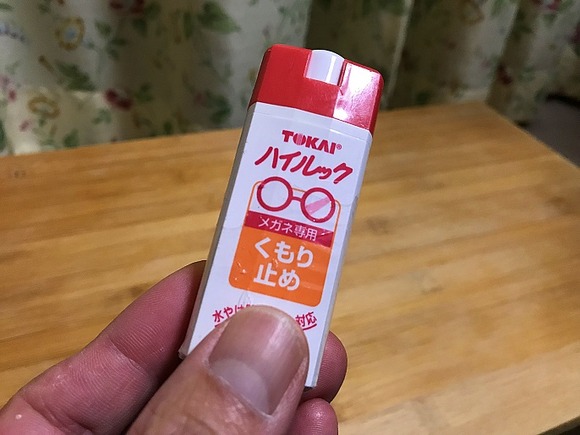 TOKAI®
ハイルック
メガネ専用
くもり
止め
水や
対応